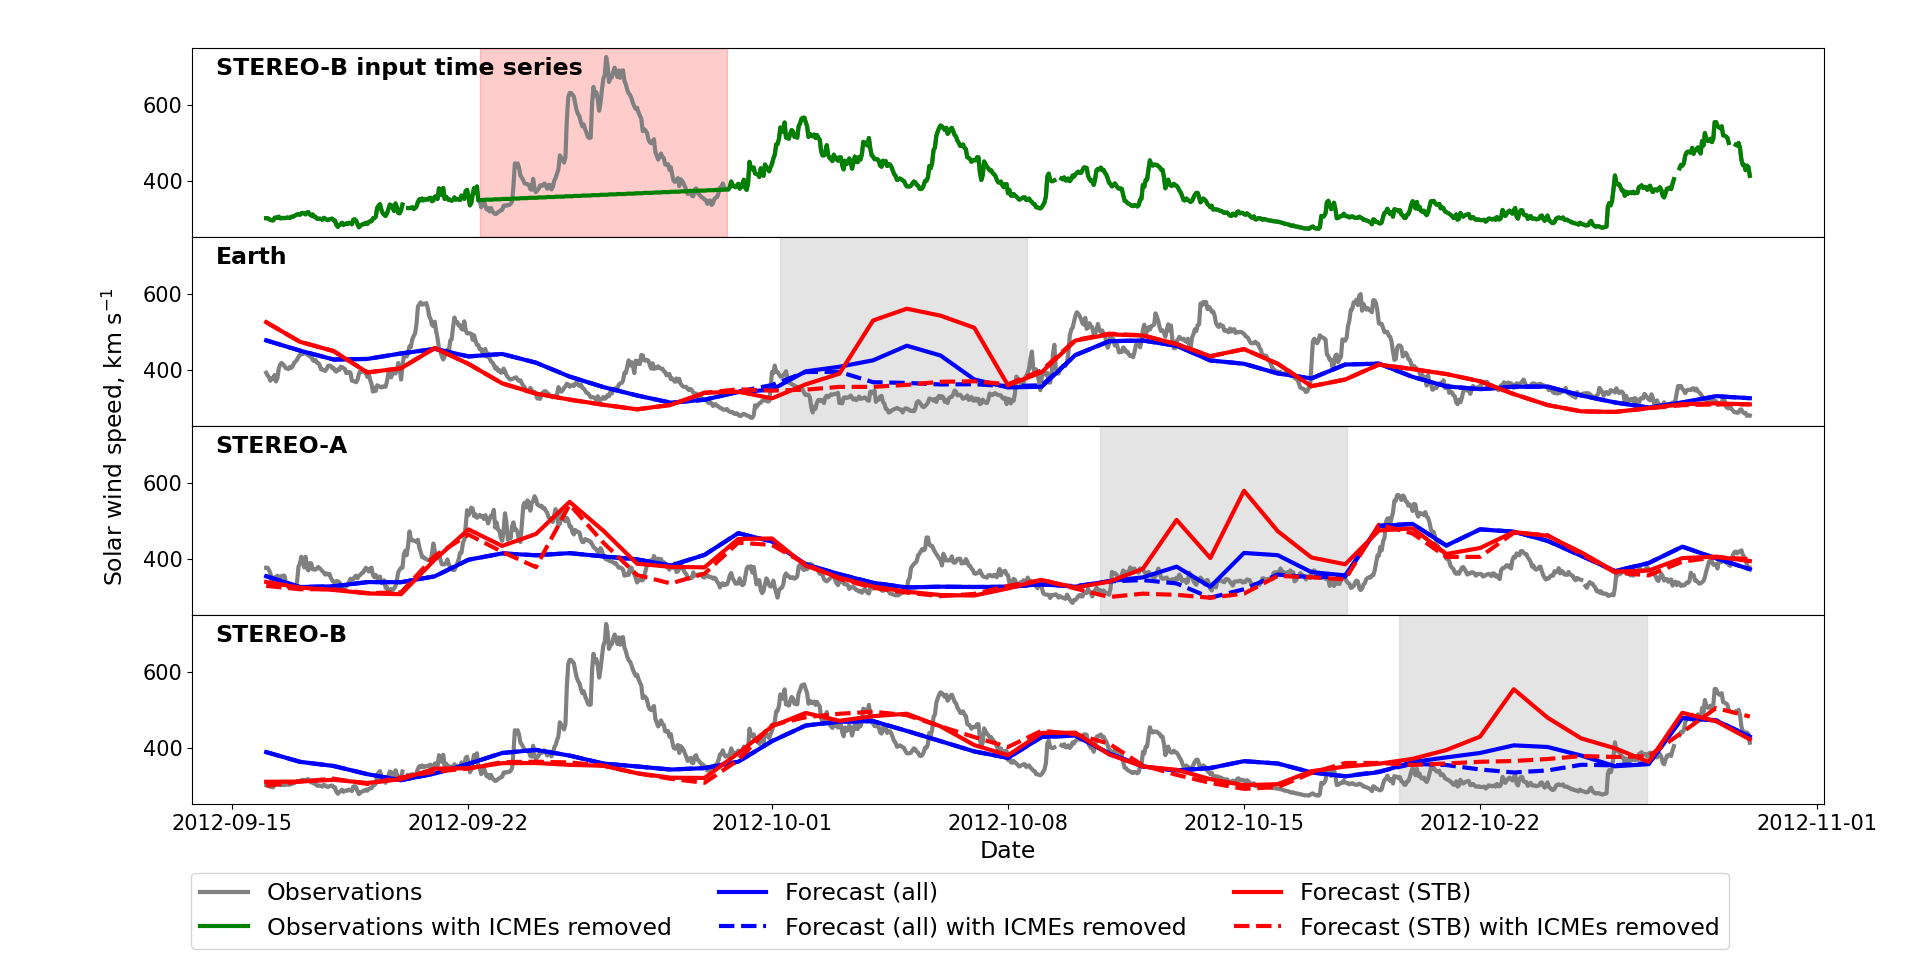 STEREO-B input time series
600
400
Earth
600
400
STEREO-A
600
400
STEREO-B
600
400
Solar wind speed, km s⁻¹
2012-09-15 2012-09-22 2012-10-01 2012-10-08 2012-10-15 2012-10-22 2012-11-01
Date
Observations Forecast (all) Forecast (STB)
Observations with ICMEs removed Forecast (all) with ICMEs removed Forecast (STB) with ICMEs removed